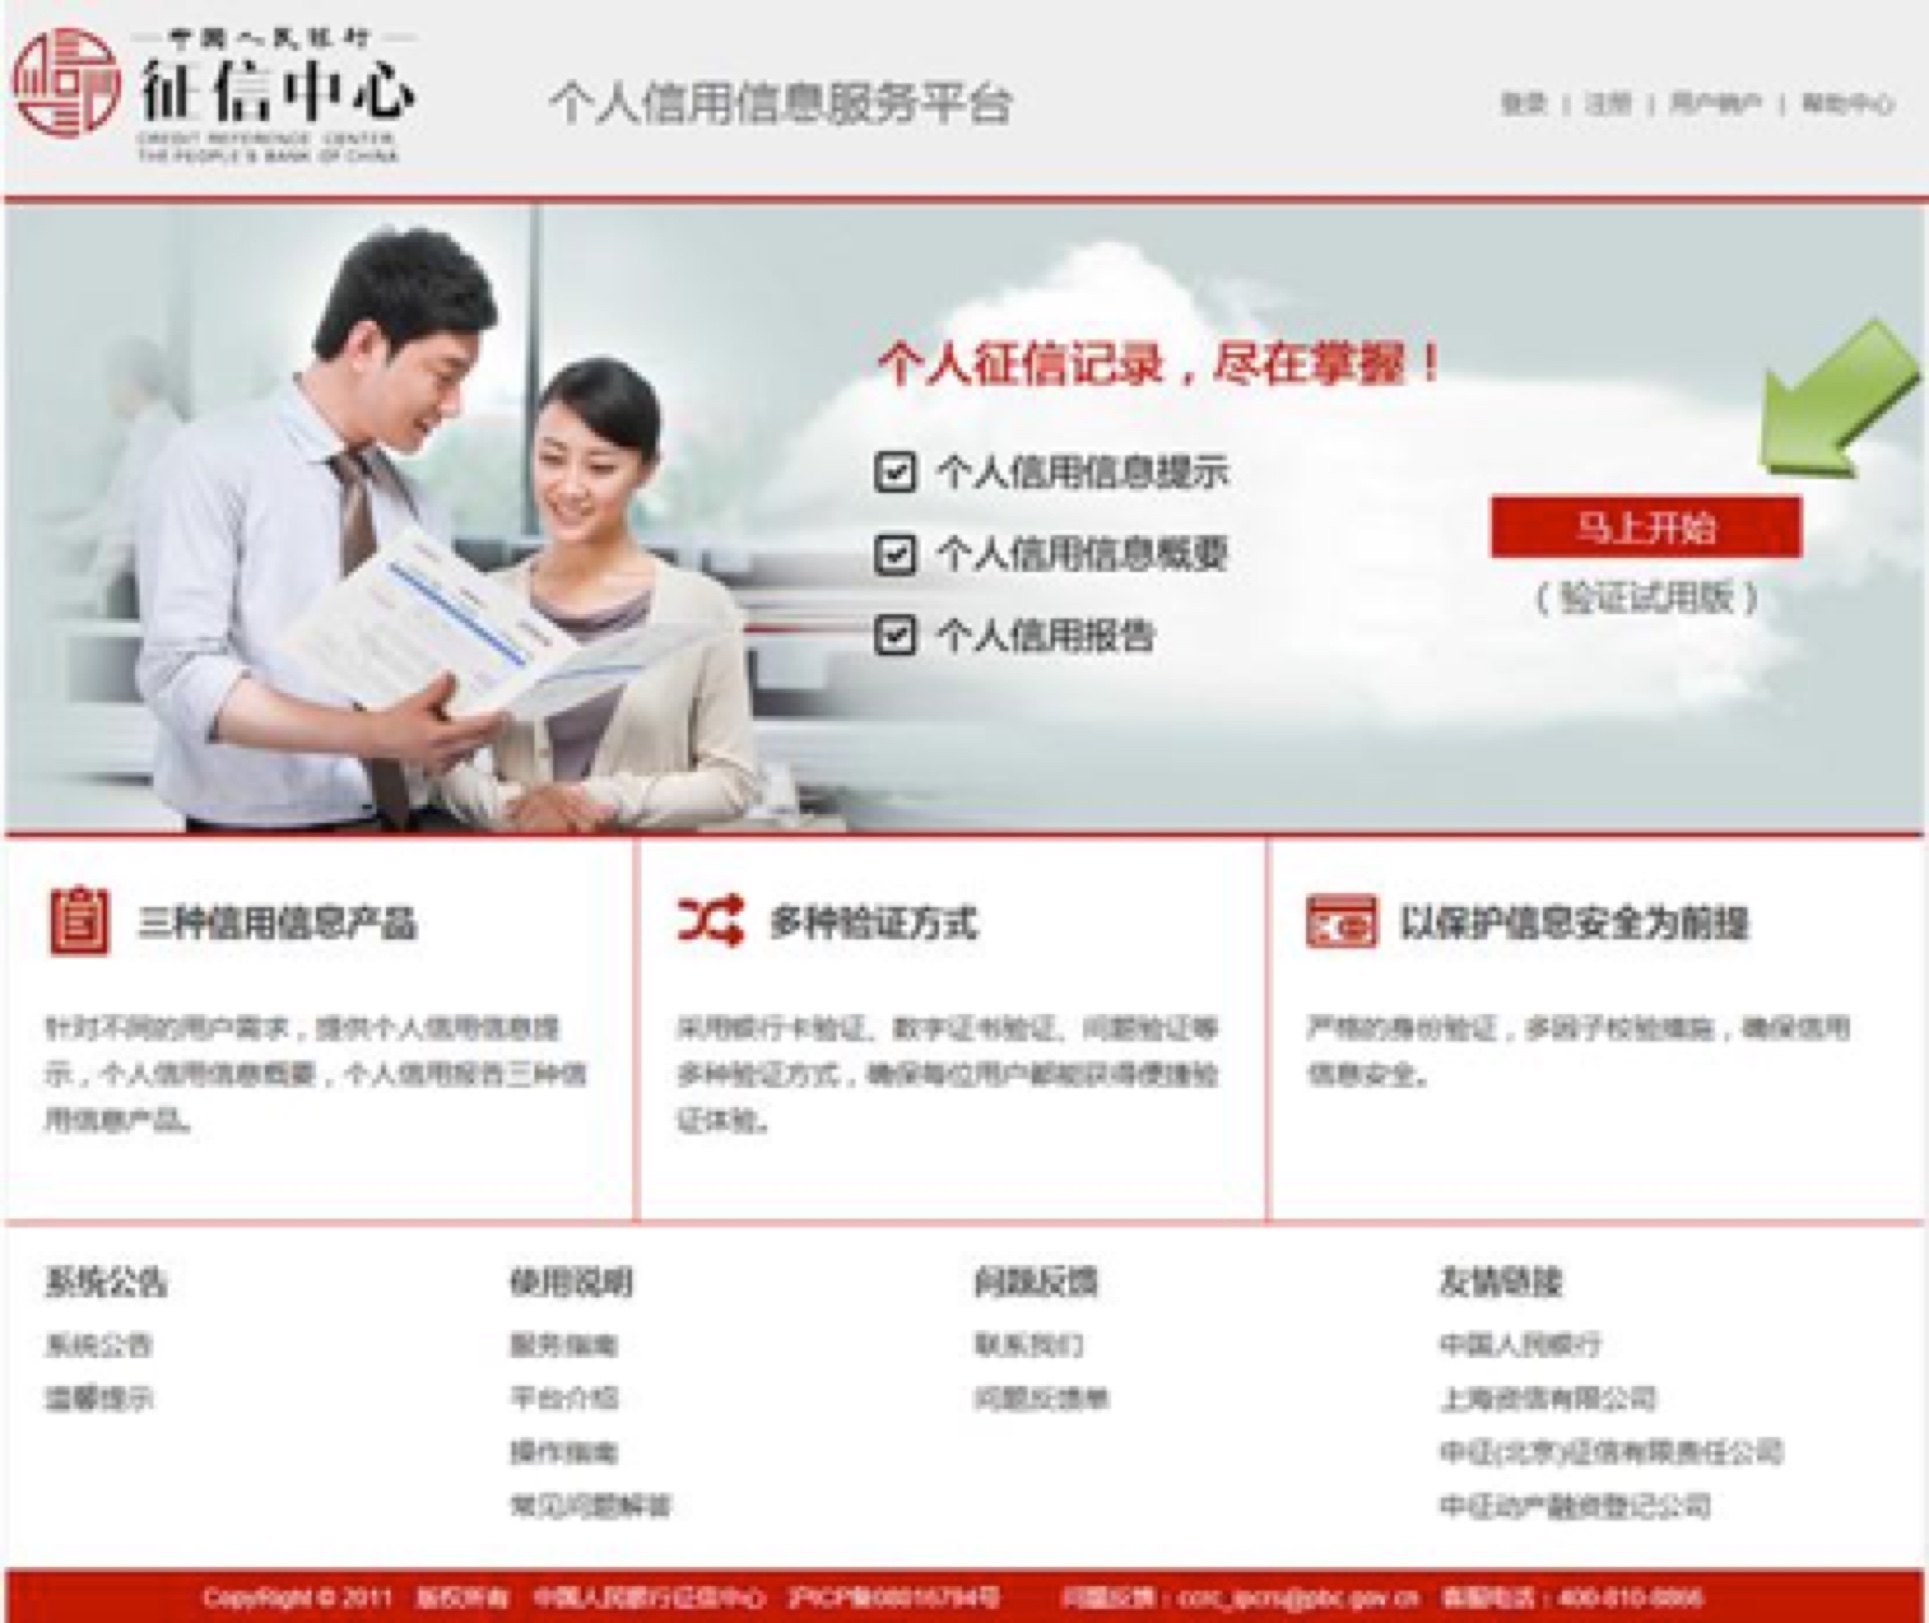 中国人民银行
征信中心
CREDIT REFERENCE CENTER
THE PEOPLE'S BANK OF CHINA
个人信用信息服务平台
登录 | 注册 | 用户销户 | 帮助中心
个人征信记录，尽在掌握！
个人信用信息提示
个人信用信息概要
个人信用报告
马上开始
（验证试用版）
三种信用信息产品
针对不同的用户需求，提供个人信用信息提
示，个人信用信息概要，个人信用报告三种信
用信息产品。
多种验证方式
采用银行卡验证、数字证书验证、问题验证等
多种验证方式，确保每位用户都能获得便捷验
证体验。
以保护信息安全为前提
严格的身份验证，多因子校验措施，确保信用
信息安全。
系统公告
系统公告
温馨提示
使用说明
服务指南
平台介绍
操作指南
常见问题解答
问题反馈
联系我们
问题反馈单
友情链接
中国人民银行
上海资信有限公司
中征(北京)征信有限责任公司
中征动产融资登记公司
CopyRight © 2011 版权所有 中国人民银行征信中心 沪ICP备08016794号 问题反馈：ccrc_ipcrs@pbc.gov.cn 客服电话：400-810-8866